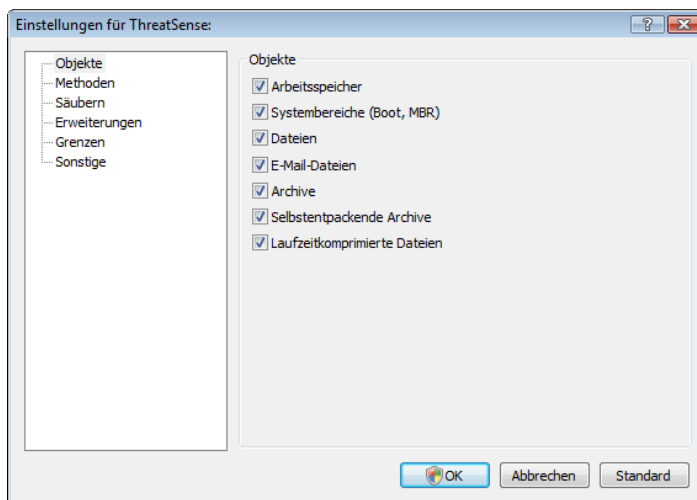 Einstellungen für ThreatSense:
?
Objekte
Methoden
Säubern
Erweiterungen
Grenzen
Sonstige
Objekte
Arbeitsspeicher
Systembereiche (Boot, MBR)
Dateien
E-Mail-Dateien
Archive
Selbstentpackende Archive
Laufzeitkomprimierte Dateien
OK
Abbrechen
Standard